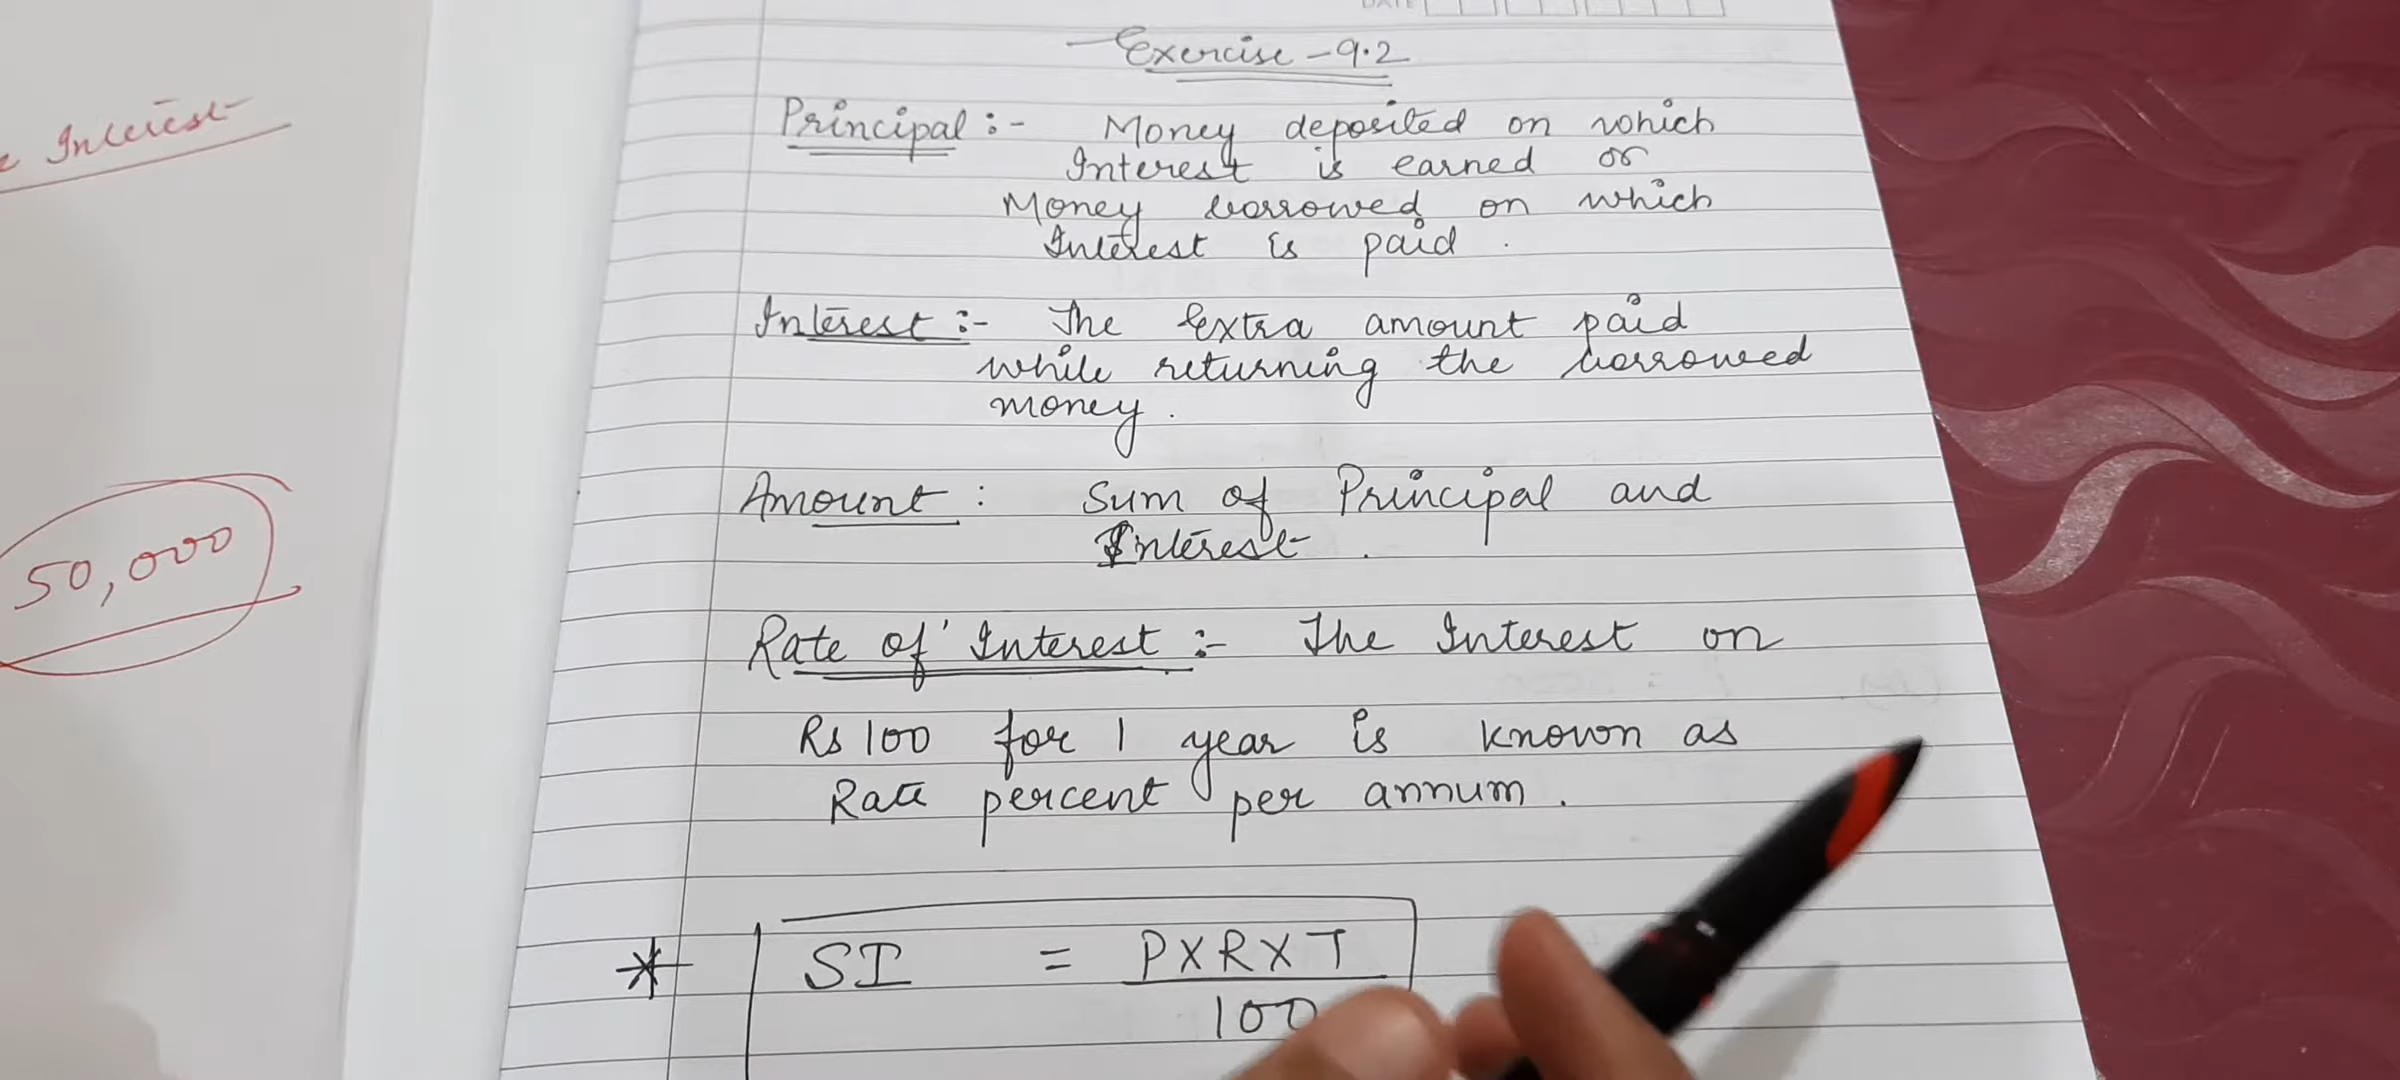 DATE
Exercise - 9.2
Principal :- Money deposited on which
Interest is earned or
Money borrowed on which
Interest is paid .
Interest :- The Extra amount paid
while returning the borrowed
money .
Amount : Sum of Principal and
Interest .
Rate of Interest :- The Interest on
Rs 100 for 1 year is known as
Rate percent per annum .
* SI = PXRXT
100
Interest
50,000